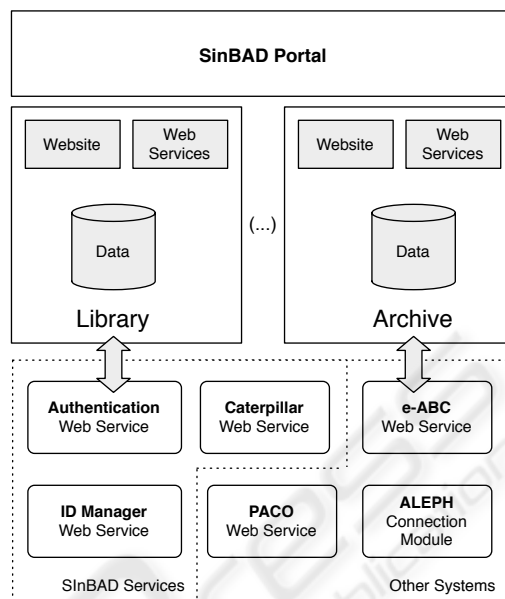 SinBAD Portal
Website
Web
Services
Data
Library
(...)
Website
Web
Services
Data
Archive
Authentication
Web Service
Caterpillar
Web Service
e-ABC
Web Service
ID Manager
Web Service
PACO
Web Service
ALEPH
Connection
Module
SInBAD Services
Other Systems